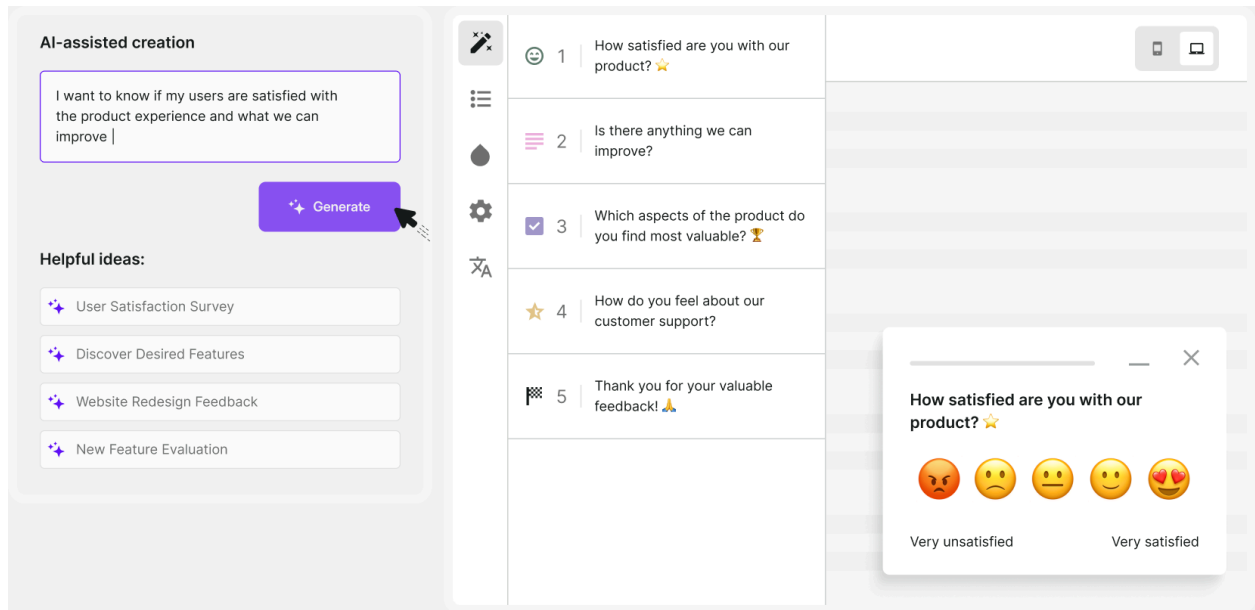 AI-assisted creation
I want to know if my users are satisfied with
the product experience and what we can
improve
Generate
Helpful ideas:
User Satisfaction Survey
Discover Desired Features
Website Redesign Feedback
New Feature Evaluation
1
How satisfied are you with our
product? ⭐
2
Is there anything we can
improve?
3
Which aspects of the product do
you find most valuable? 🏆
4
How do you feel about our
customer support?
5
Thank you for your valuable
feedback! 🙏
How satisfied are you with our
product? ⭐
Very unsatisfied
Very satisfied